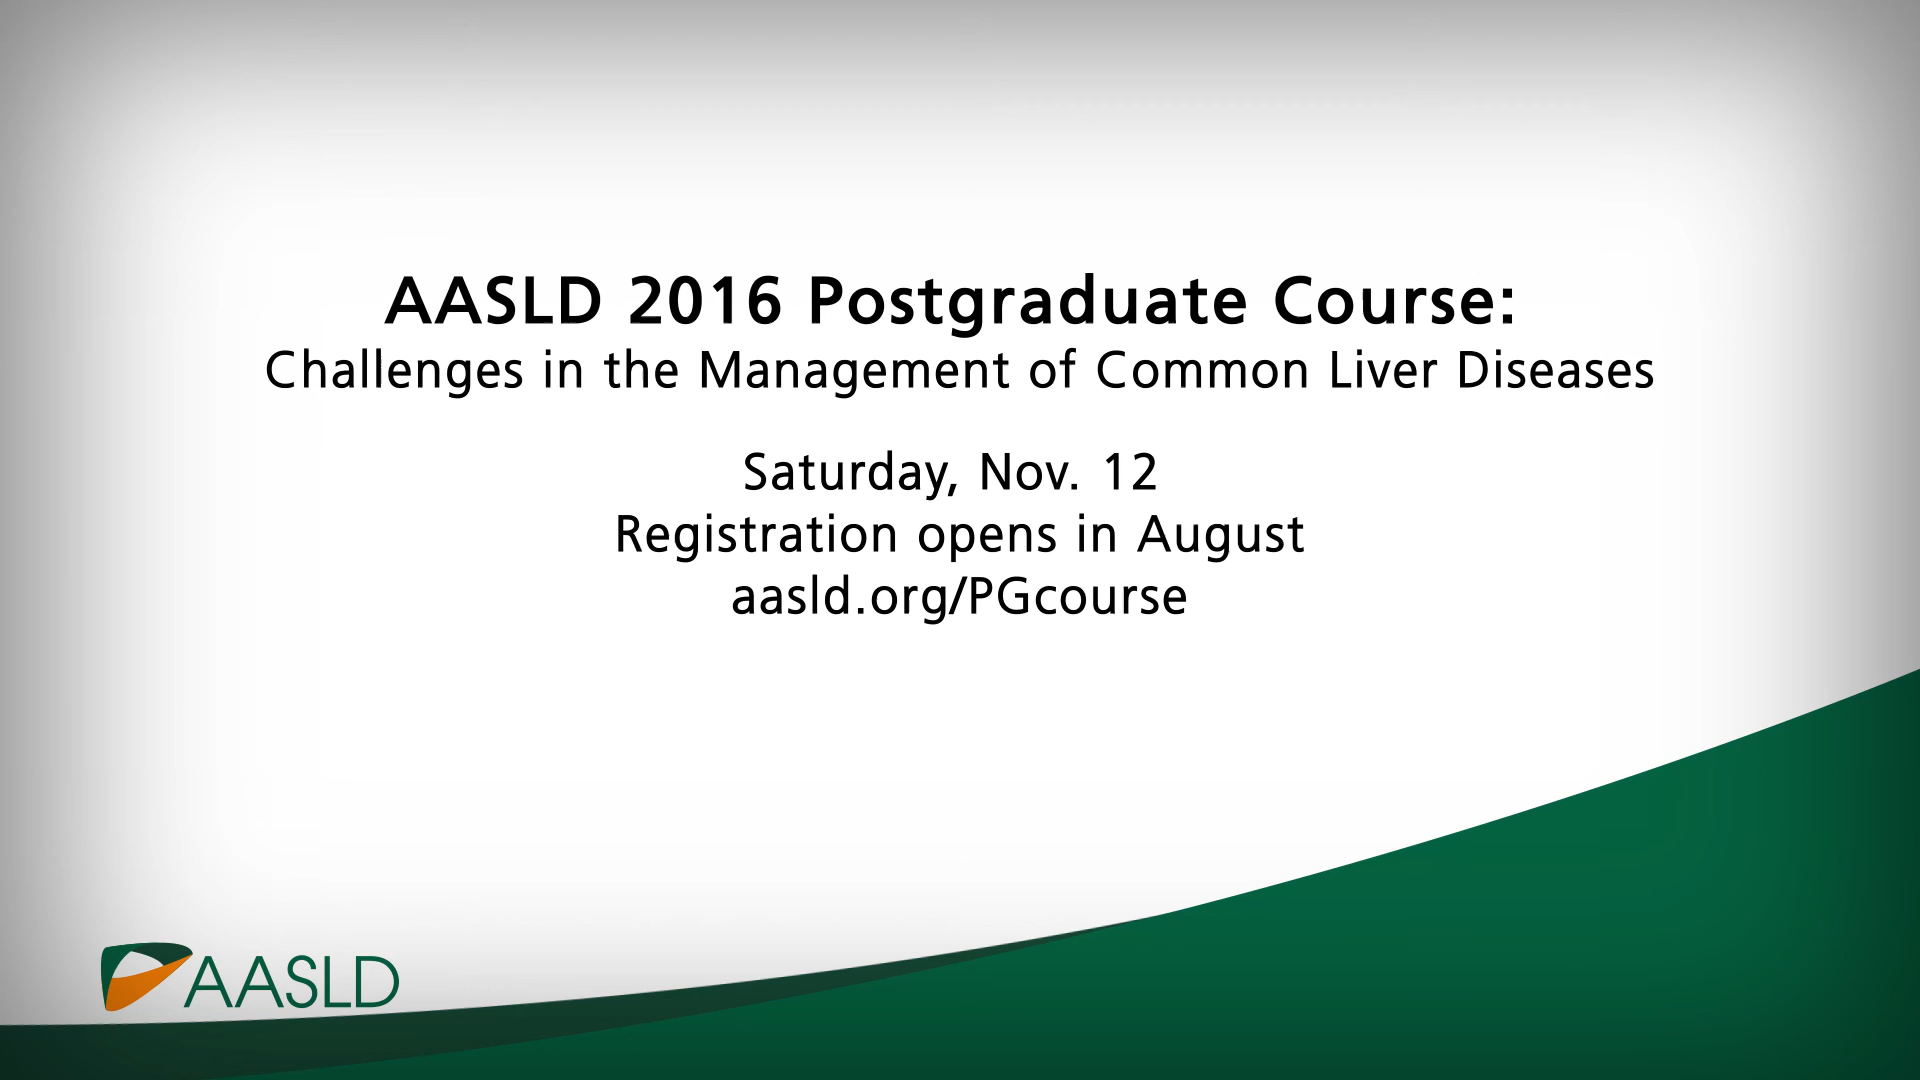 AASLD 2016 Postgraduate Course:
Challenges in the Management of Common Liver Diseases
Saturday, Nov. 12
Registration opens in August
aasld.org/PGcourse
AASLD